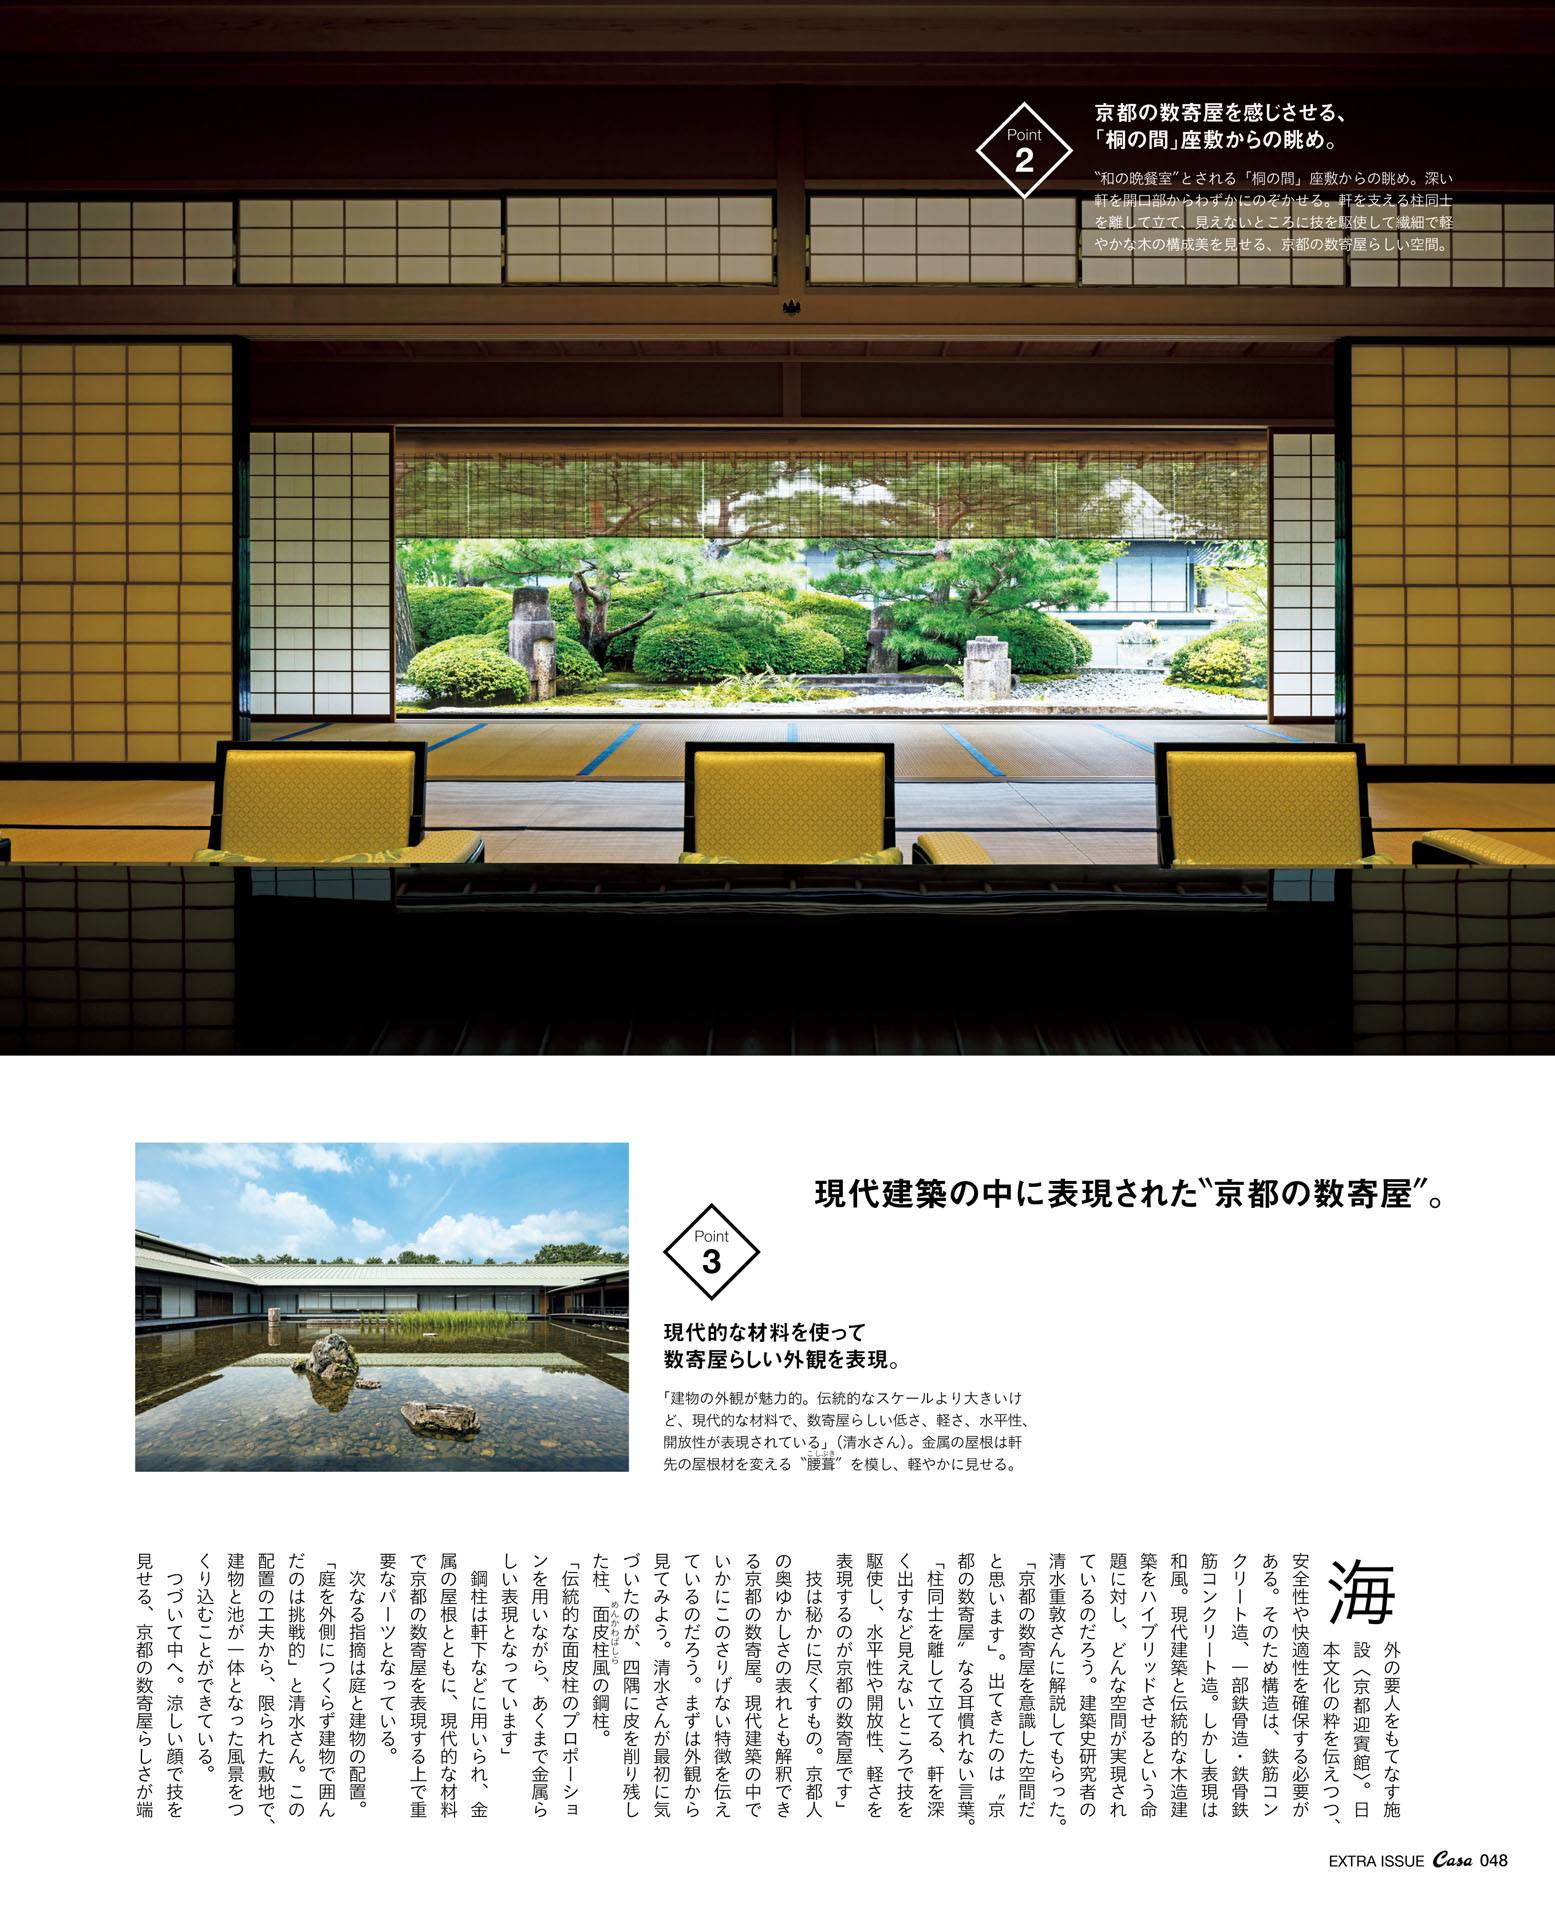 Point
2
京都の数寄屋を感じさせる、
「桐の間」座敷からの眺め。
〝和の晩餐室〟とされる「桐の間」座敷からの眺め。深い
軒を開口部からわずかにのぞかせる。軒を支える柱同士
を離して立て、見えないところに技を駆使して繊細で軽
やかな木の構成美を見せる、京都の数寄屋らしい空間。
現代建築の中に表現された〝京都の数寄屋〟。
Point
3
現代的な材料を使って
数寄屋らしい外観を表現。
「建物の外観が魅力的。伝統的なスケールより大きいけ
ど、現代的な材料で、数寄屋らしい低さ、軽さ、水平性、
開放性が表現されている」（清水さん）。金属の屋根は軒
こしぶき
先の屋根材を変える〝腰葺〟を模し、軽やかに見せる。
海
外の要人をもてなす施
設〈京都迎賓館〉。日
本文化の粋を伝えつつ、
安全性や快適性を確保する必要が
ある。そのため構造は、鉄筋コン
クリート造、一部鉄骨造・鉄骨鉄
筋コンクリート造。しかし表現は
和風。現代建築と伝統的な木造建
築をハイブリッドさせるという命
題に対し、どんな空間が実現され
ているのだろう。建築史研究者の
清水重敦さんに解説してもらった。
「京都の数寄屋を意識した空間だ
と思います」。出てきたのは〝京
都の数寄屋〟なる耳慣れない言葉。
「柱同士を離して立てる、軒を深
く出すなど見えないところで技を
駆使し、水平性や開放性、軽さを
表現するのが京都の数寄屋です」
技は秘かに尽くすもの。京都人
の奥ゆかしさの表れとも解釈でき
る京都の数寄屋。現代建築の中で
いかにこのさりげない特徴を伝え
ているのだろう。まずは外観から
見てみよう。清水さんが最初に気
づいたのが、四隅に皮を削り残し
めんかわばしら
た柱、面皮柱風の鋼柱。
「伝統的な面皮柱のプロポーショ
ンを用いながら、あくまで金属ら
しい表現となっています」
鋼柱は軒下などに用いられ、金
属の屋根とともに、現代的な材料
で京都の数寄屋を表現する上で重
要なパーツとなっている。
次なる指摘は庭と建物の配置。
「庭を外側につくらず建物で囲ん
だのは挑戦的」と清水さん。この
配置の工夫から、限られた敷地で、
建物と池が一体となった風景をつ
くり込むことができている。
つづいて中へ。涼しい顔で技を
見せる、京都の数寄屋らしさが端
EXTRA ISSUE Casa 048